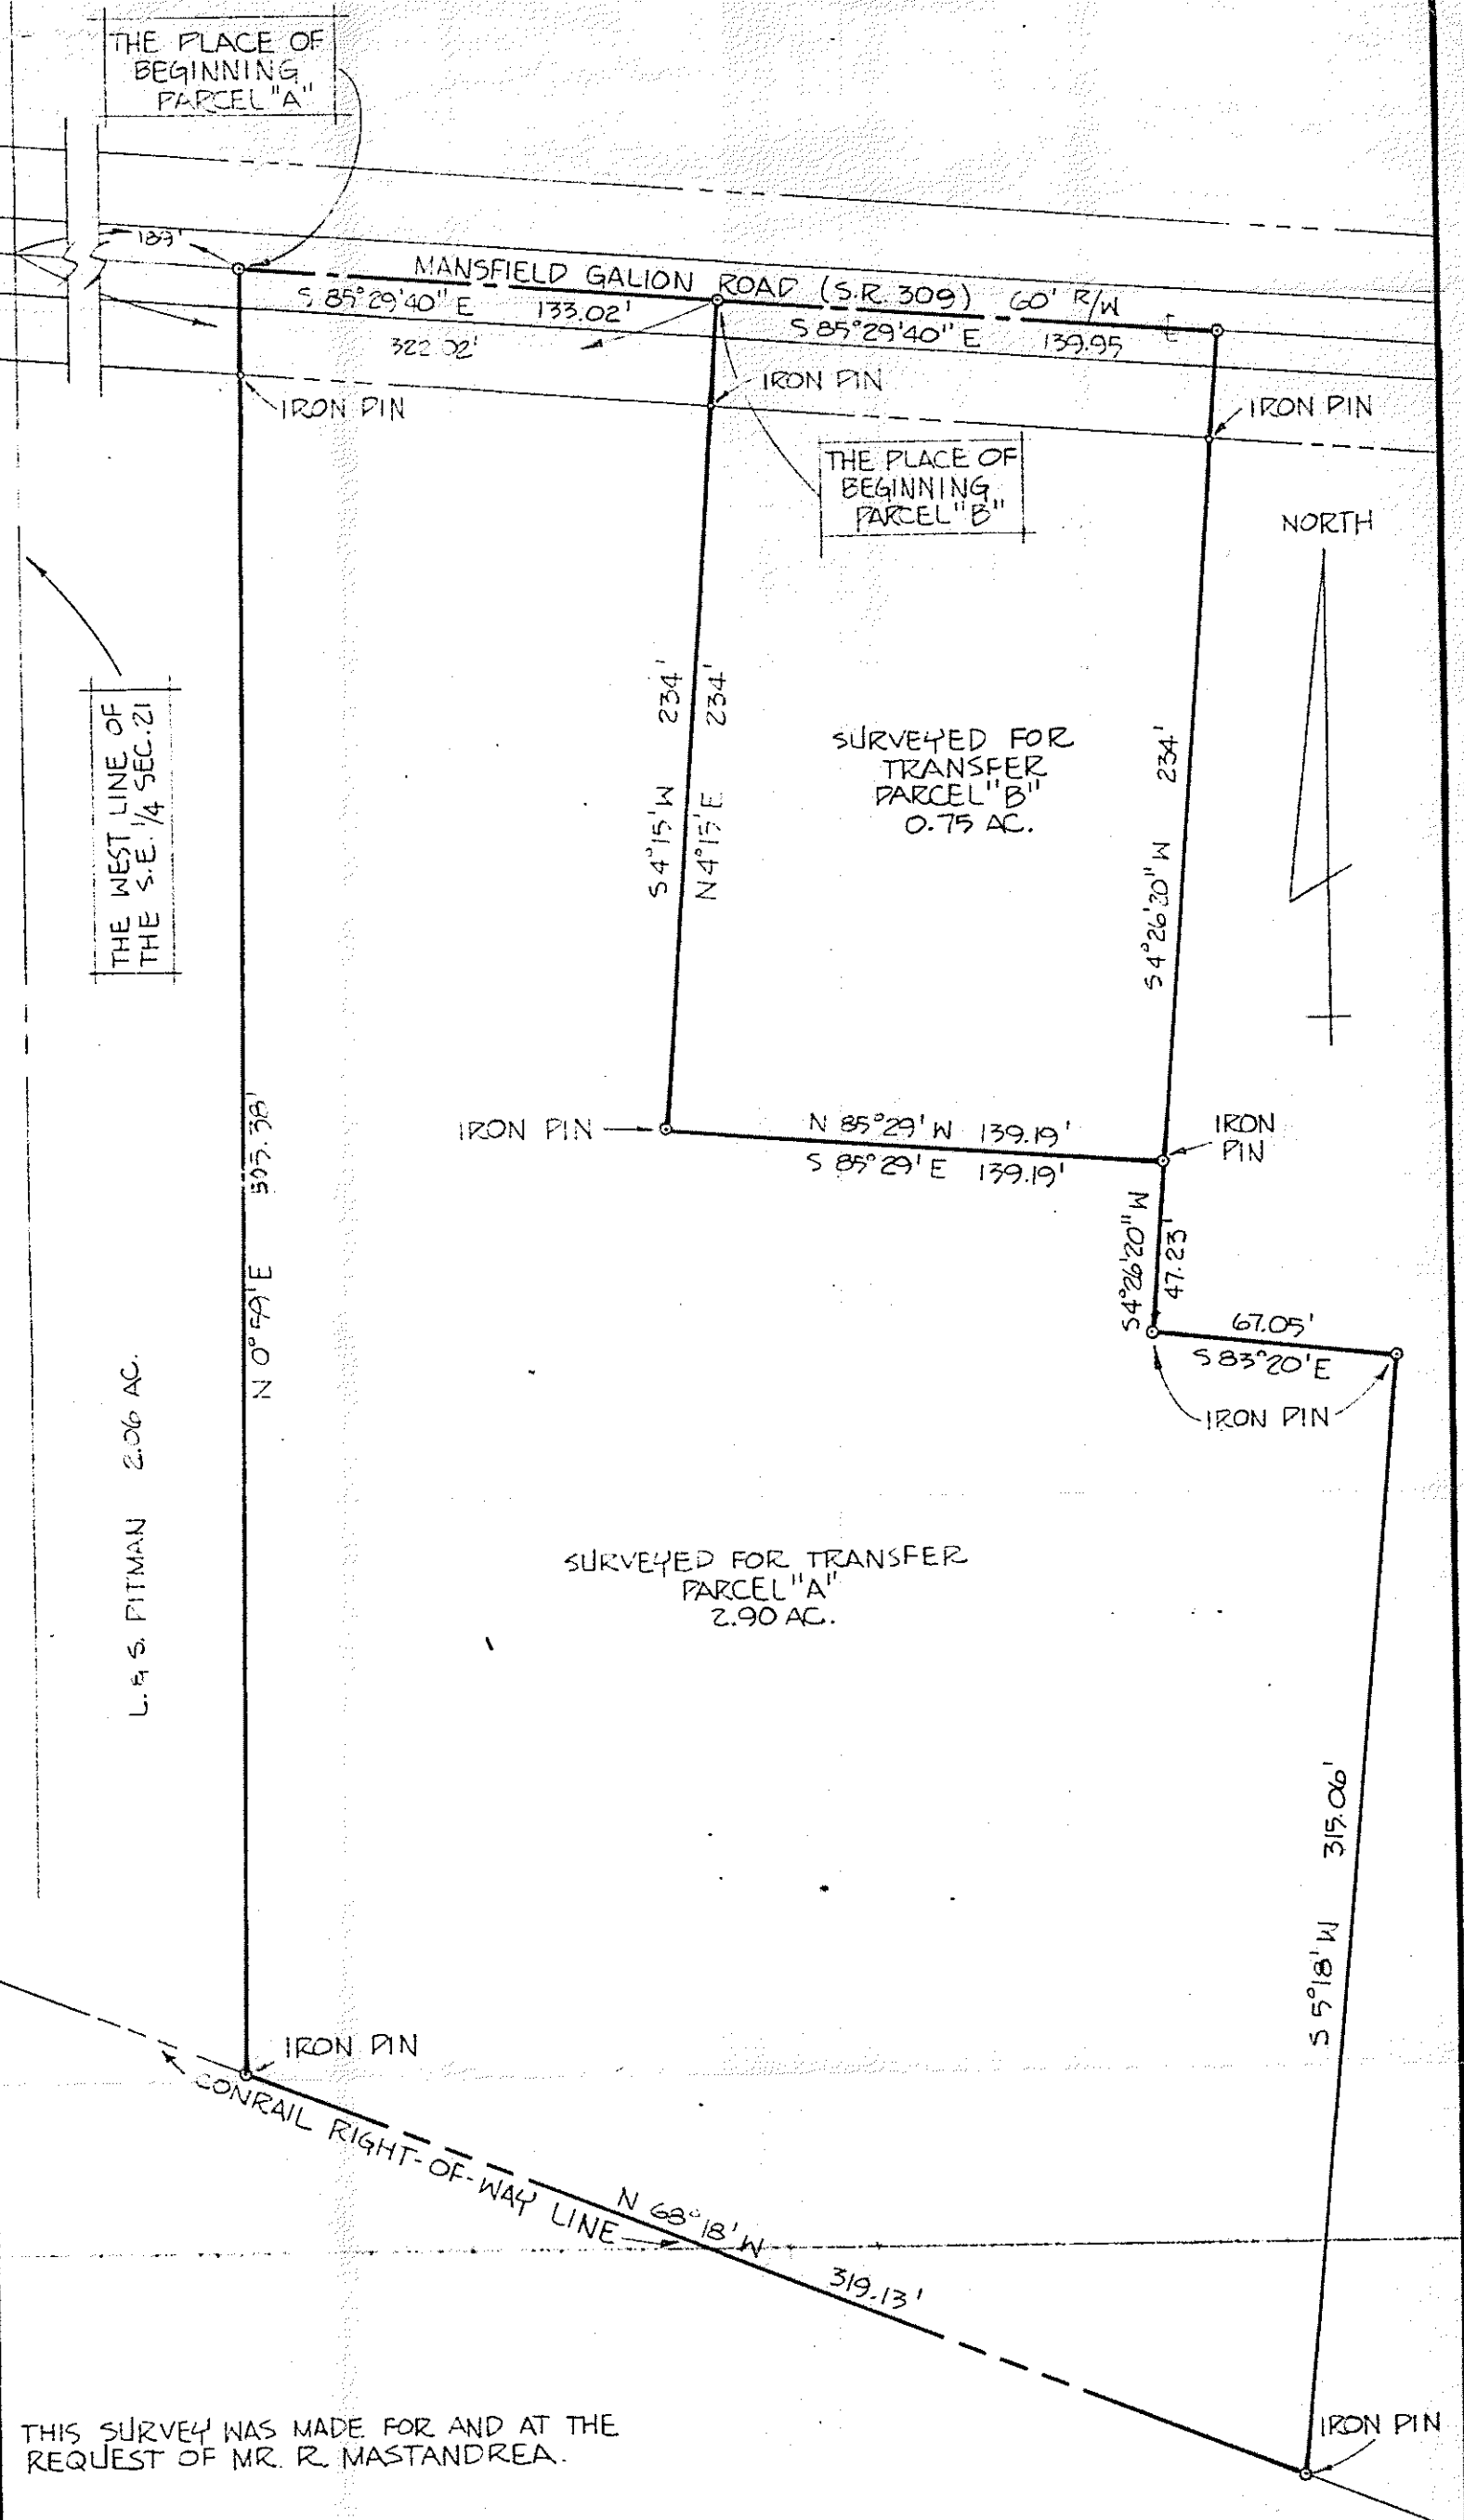 THE PLACE OF
BEGINNING
PARCEL "A"
189'
MANSFIELD GALION ROAD (S.R. 309) 60' R/W
S 85°29'40" E 133.02'
S 85°29'40" E 139.95
322.02'
IRON PIN
IRON PIN
IRON PIN
THE PLACE OF
BEGINNING
PARCEL "B"
NORTH
THE WEST LINE OF
THE S.E. 1/4 SEC. 21
S 4°15' W 234'
N 4°15' E 234'
SURVEYED FOR
TRANSFER
PARCEL "B"
0.75 AC.
S 4°26'20" W 234'
IRON PIN
N 85°29' W 139.19'
S 85°29' E 139.19'
IRON
PIN
S 4°26'20" W
47.23'
67.05'
S 83°20' E
IRON PIN
N 0°59' E
L. & S. PITMAN 2.06 AC.
SURVEYED FOR TRANSFER
PARCEL "A"
2.90 AC.
S 5°18' W 315.06'
IRON PIN
CONRAIL RIGHT-OF-WAY LINE
N 68°18' W
319.13'
IRON PIN
THIS SURVEY WAS MADE FOR AND AT THE
REQUEST OF MR. R. MASTANDREA.